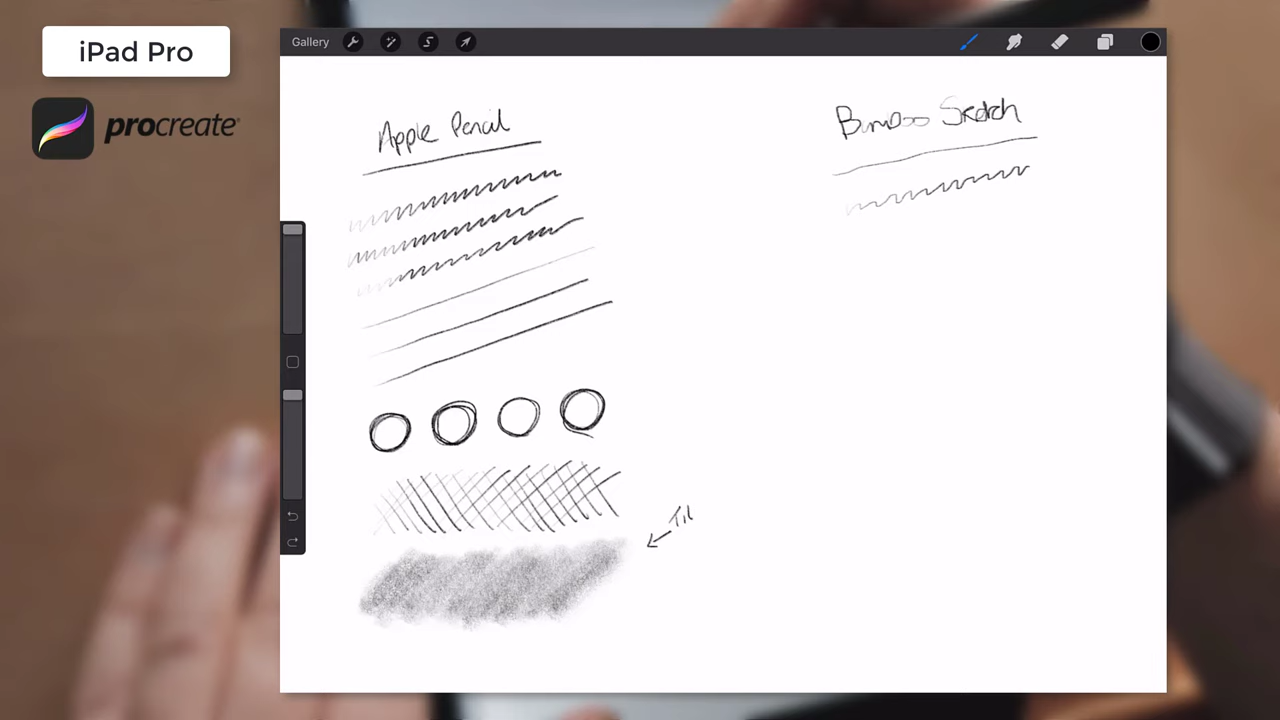 iPad Pro
procreate
Gallery
Apple Pencil
Bamboo Sketch